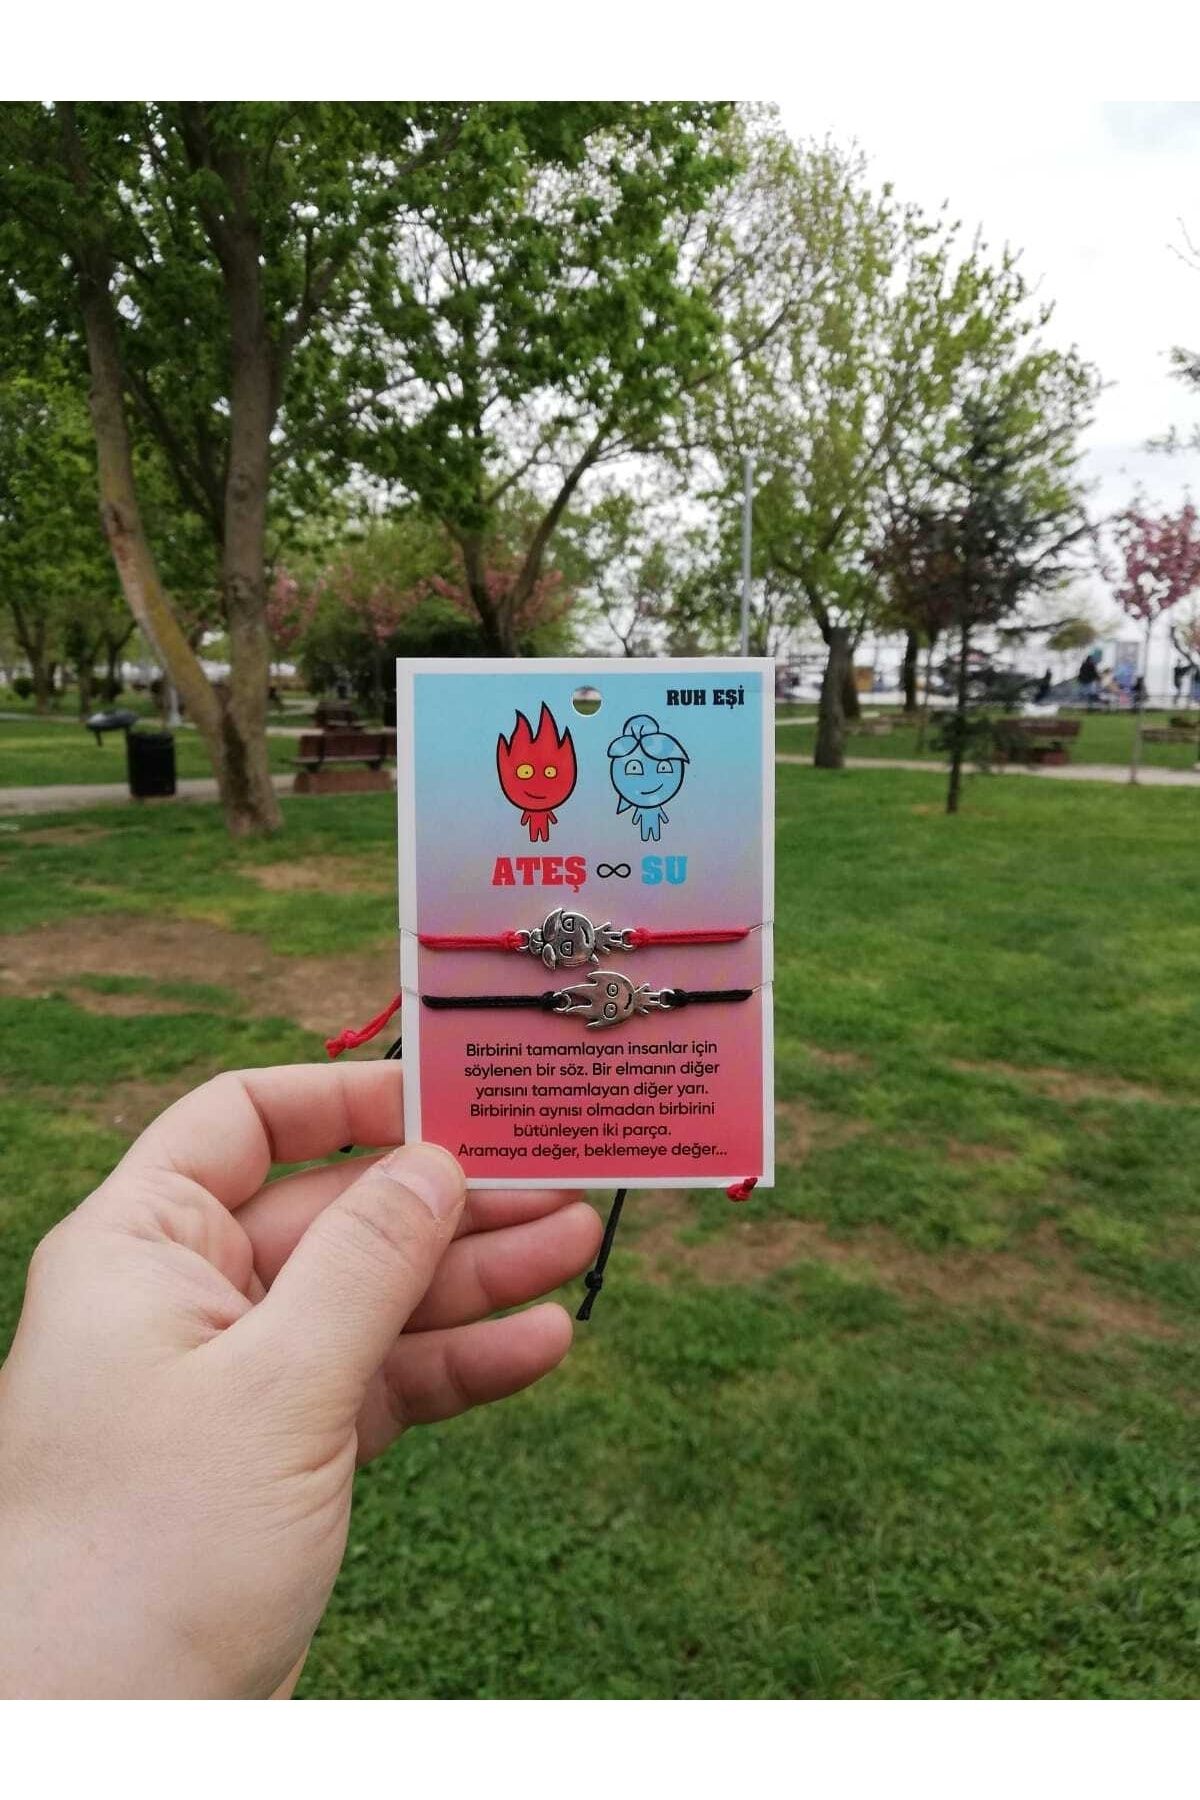 RUH EŞİ
ATEŞ ∞ SU
Birbirini tamamlayan insanlar için
söylenen bir söz. Bir elmanın diğer
yarısını tamamlayan diğer yarı.
Birbirinin aynısı olmadan birbirini
bütünleyen iki parça.
Aramaya değer, beklemeye değer...